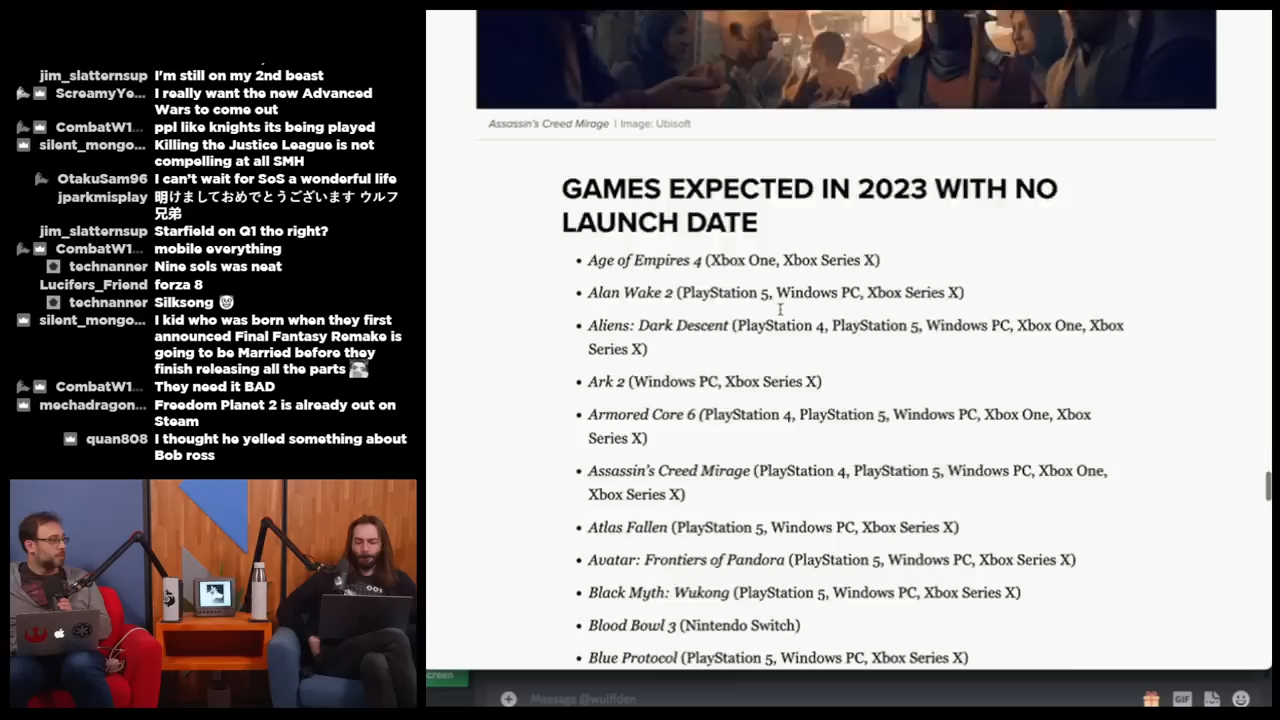 jim_slatternsup I'm still on my 2nd beast
ScreamyYe... I really want the new Advanced
Wars to come out
CombatW1... ppl like knights its being played
silent_mongo... Killing the Justice League is not
compelling at all SMH
OtakuSam96 I can't wait for SoS a wonderful life
jparkmisplay 明けましておめでとうございます ウルフ
兄弟
jim_slatternsup Starfield on Q1 tho right?
CombatW1... mobile everything
technanner Nine sols was neat
Lucifers_Friend forza 8
technanner Silksong
silent_mongo... I kid who was born when they first
announced Final Fantasy Remake is
going to be Married before they
finish releasing all the parts
CombatW1... They need it BAD
mechadragon... Freedom Planet 2 is already out on
Steam
quan808 I thought he yelled something about
Bob ross
Assassin's Creed Mirage | Image: Ubisoft
GAMES EXPECTED IN 2023 WITH NO
LAUNCH DATE
• Age of Empires 4 (Xbox One, Xbox Series X)
• Alan Wake 2 (PlayStation 5, Windows PC, Xbox Series X)
• Aliens: Dark Descent (PlayStation 4, PlayStation 5, Windows PC, Xbox One, Xbox
Series X)
• Ark 2 (Windows PC, Xbox Series X)
• Armored Core 6 (PlayStation 4, PlayStation 5, Windows PC, Xbox One, Xbox
Series X)
• Assassin's Creed Mirage (PlayStation 4, PlayStation 5, Windows PC, Xbox One,
Xbox Series X)
• Atlas Fallen (PlayStation 5, Windows PC, Xbox Series X)
• Avatar: Frontiers of Pandora (PlayStation 5, Windows PC, Xbox Series X)
• Black Myth: Wukong (PlayStation 5, Windows PC, Xbox Series X)
• Blood Bowl 3 (Nintendo Switch)
• Blue Protocol (PlayStation 5, Windows PC, Xbox Series X)
creen
Message @wulffden
GIF